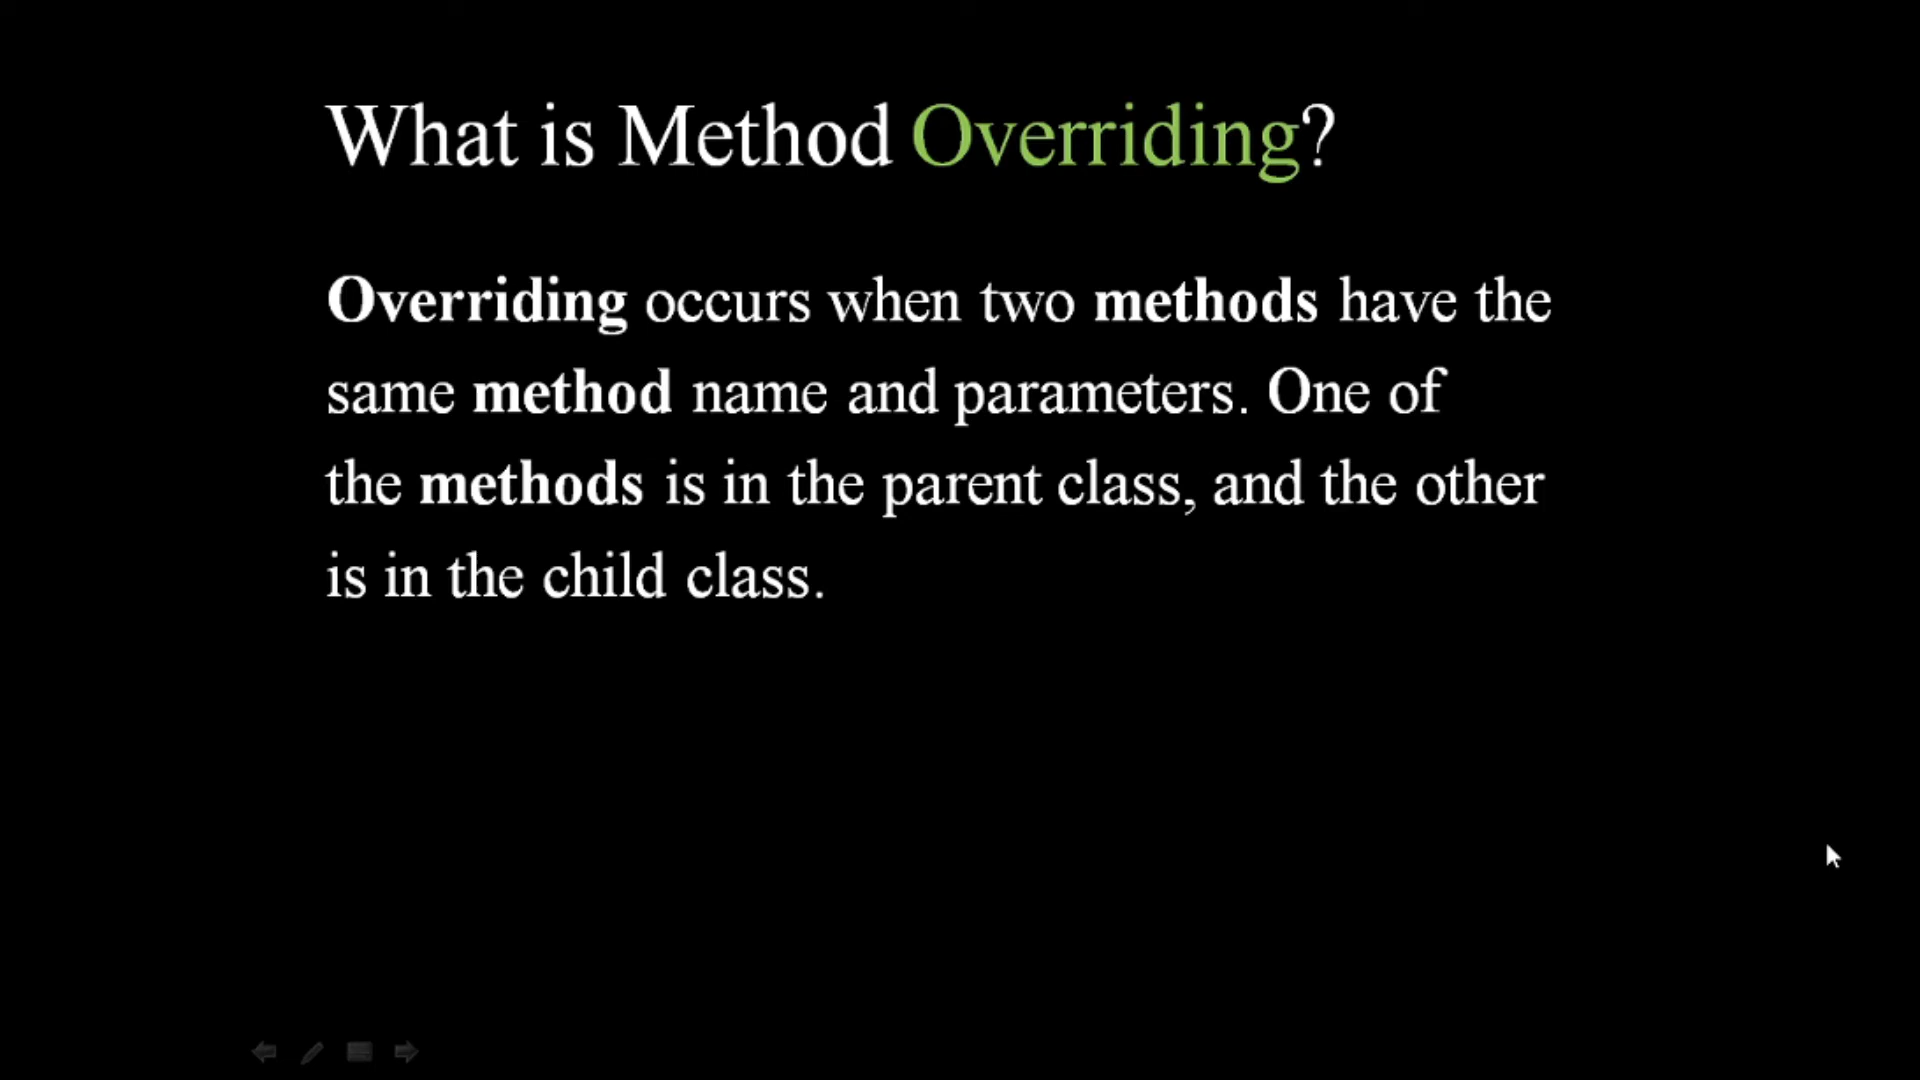 What is Method Overriding?
Overriding occurs when two methods have the
same method name and parameters. One of
the methods is in the parent class, and the other
is in the child class.